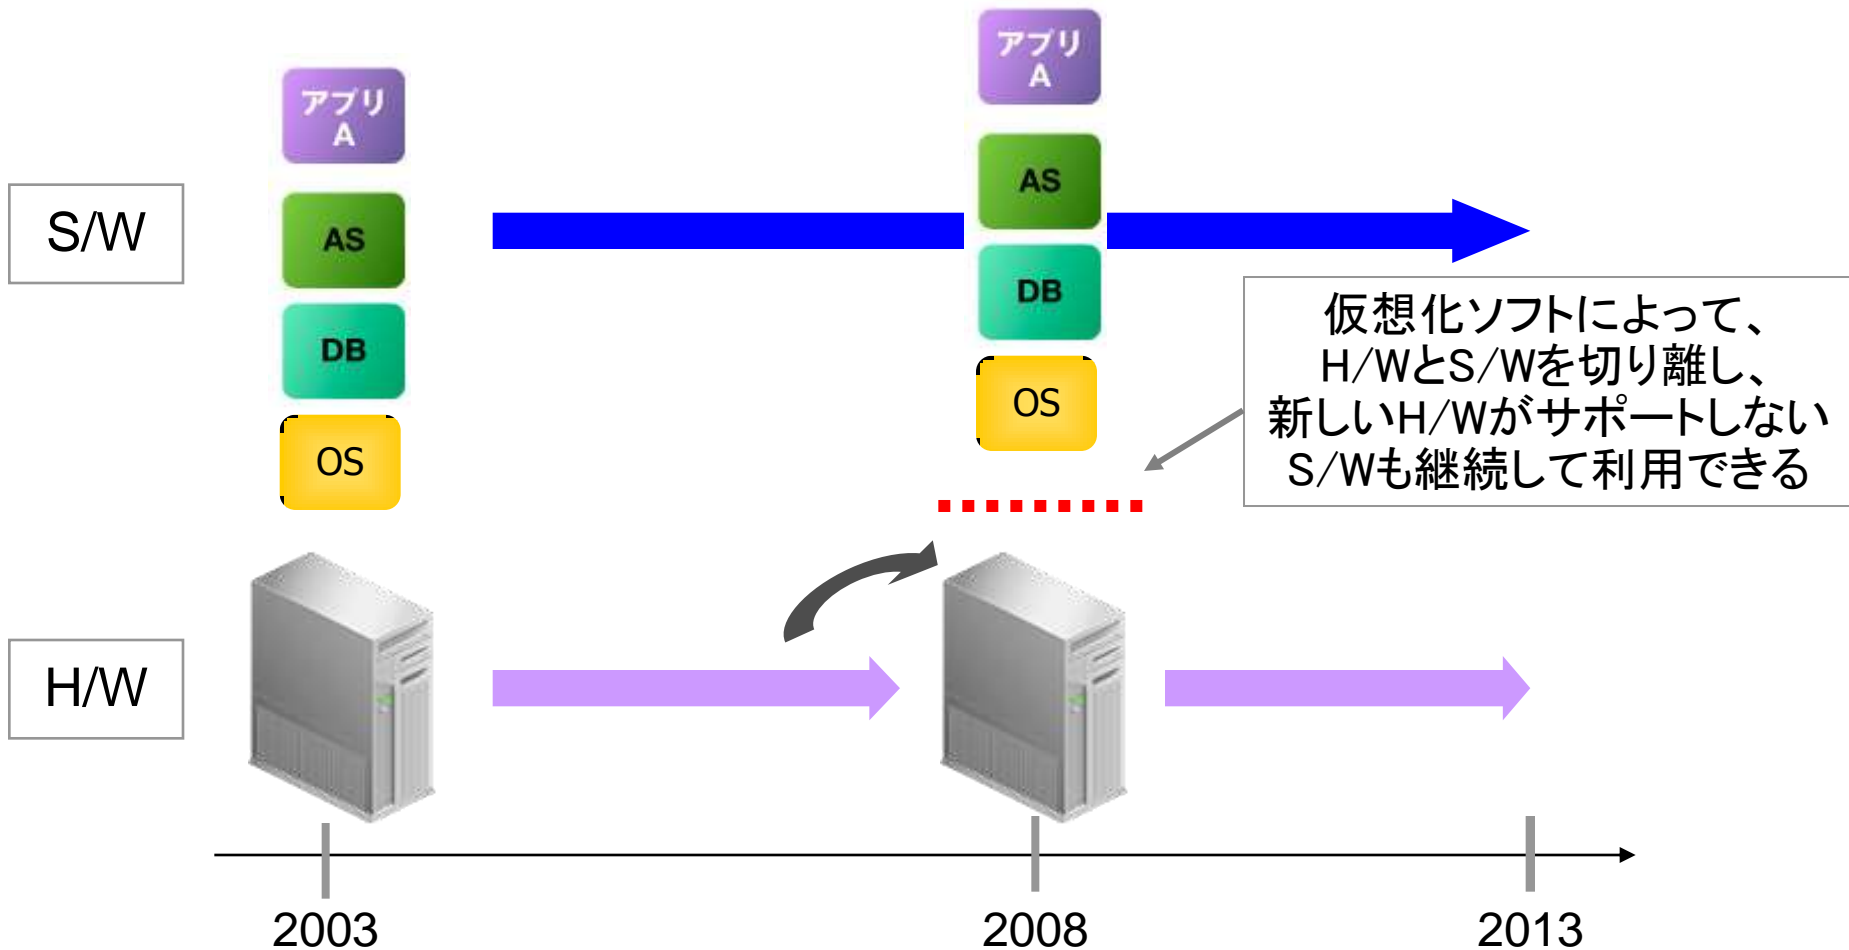 アプリ
A
アプリ
A
S/W
AS
AS
DB
DB
OS
OS
仮想化ソフトによって、
H/WとS/Wを切り離し、
新しいH/Wがサポートしない
S/Wも継続して利用できる
H/W
2003
2008
2013